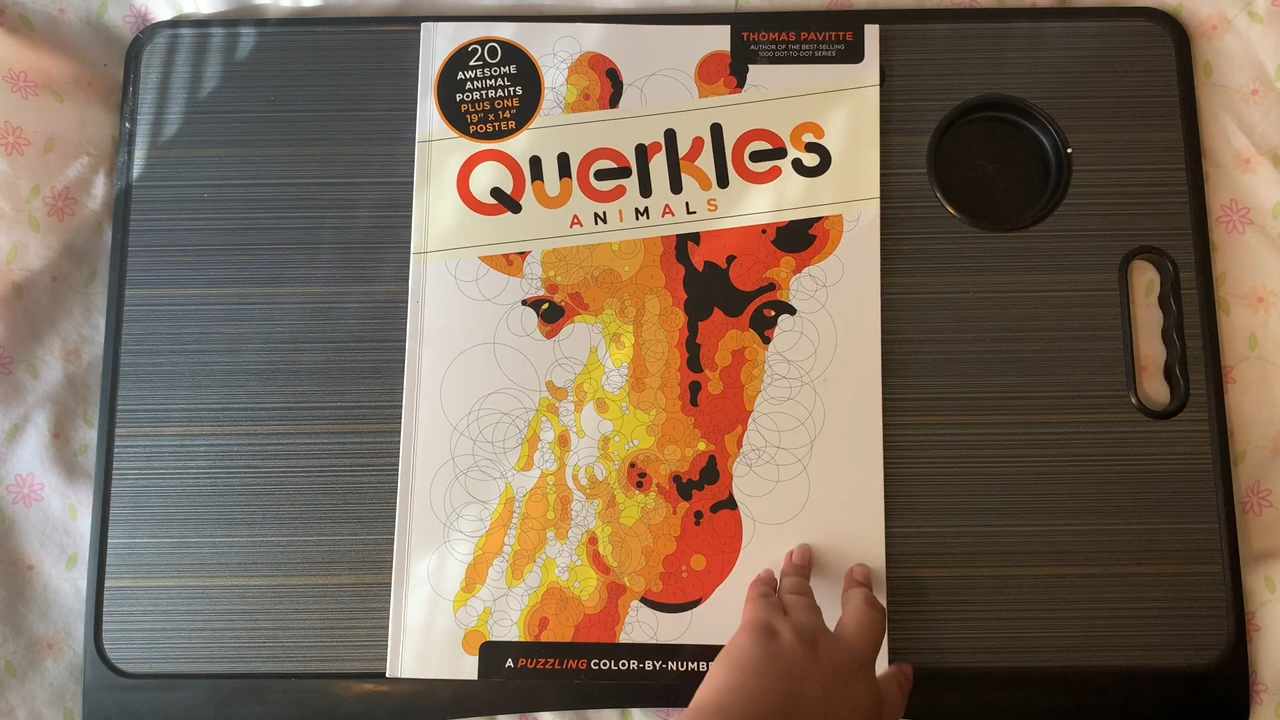 20
AWESOME
ANIMAL
PORTRAITS
PLUS ONE
19" x 14"
POSTER
THOMAS PAVITTE
AUTHOR OF THE BEST-SELLING
1000 DOT-TO-DOT SERIES
Querkles
ANIMALS
A PUZZLING COLOR-BY-NUMBE